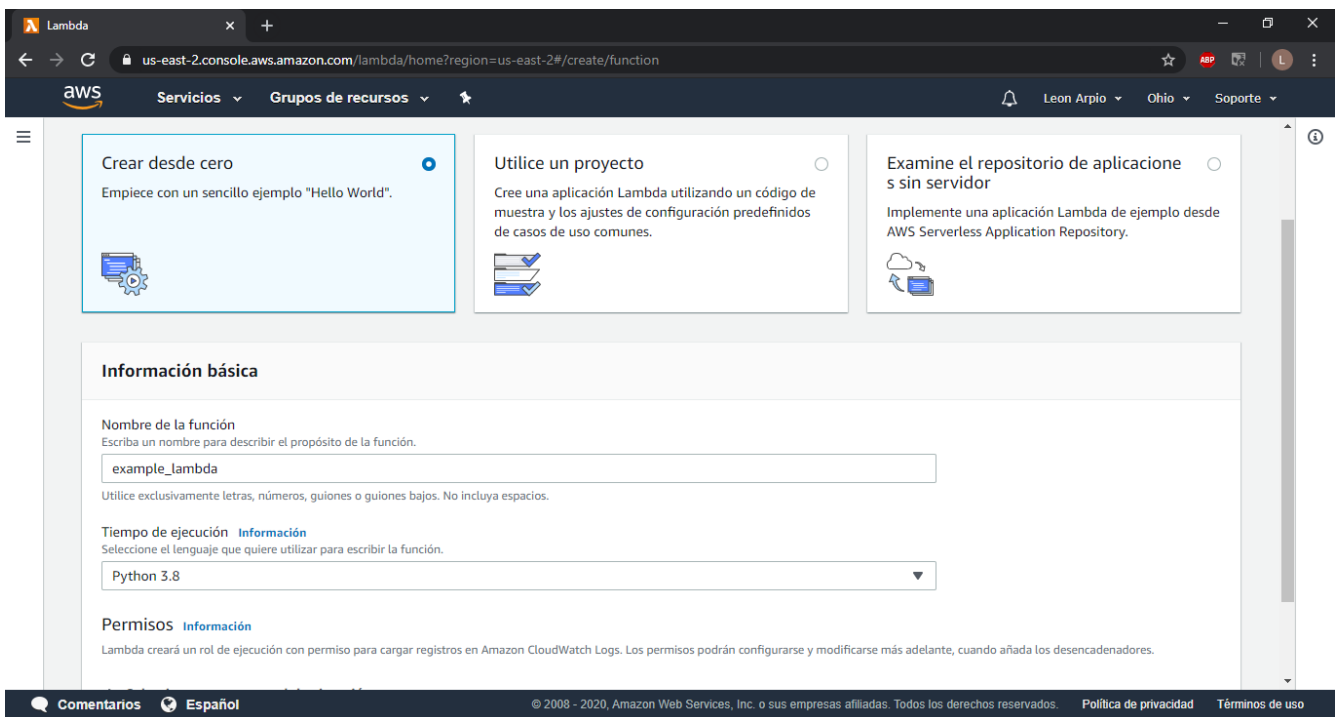 Lambda
us-east-2.console.aws.amazon.com/lambda/home?region=us-east-2#/create/function
ABP
L
aws
Servicios
Grupos de recursos
Leon Arpio
Ohio
Soporte
Crear desde cero
Empiece con un sencillo ejemplo "Hello World".
Utilice un proyecto
Cree una aplicación Lambda utilizando un código de
muestra y los ajustes de configuración predefinidos
de casos de uso comunes.
Examine el repositorio de aplicacione
s sin servidor
Implemente una aplicación Lambda de ejemplo desde
AWS Serverless Application Repository.
Información básica
Nombre de la función
Escriba un nombre para describir el propósito de la función.
example_lambda
Utilice exclusivamente letras, números, guiones o guiones bajos. No incluya espacios.
Tiempo de ejecución Información
Seleccione el lenguaje que quiere utilizar para escribir la función.
Python 3.8
Permisos Información
Lambda creará un rol de ejecución con permiso para cargar registros en Amazon CloudWatch Logs. Los permisos podrán configurarse y modificarse más adelante, cuando añada los desencadenadores.
Comentarios
Español
© 2008 - 2020, Amazon Web Services, Inc. o sus empresas afiliadas. Todos los derechos reservados.
Política de privacidad
Términos de uso